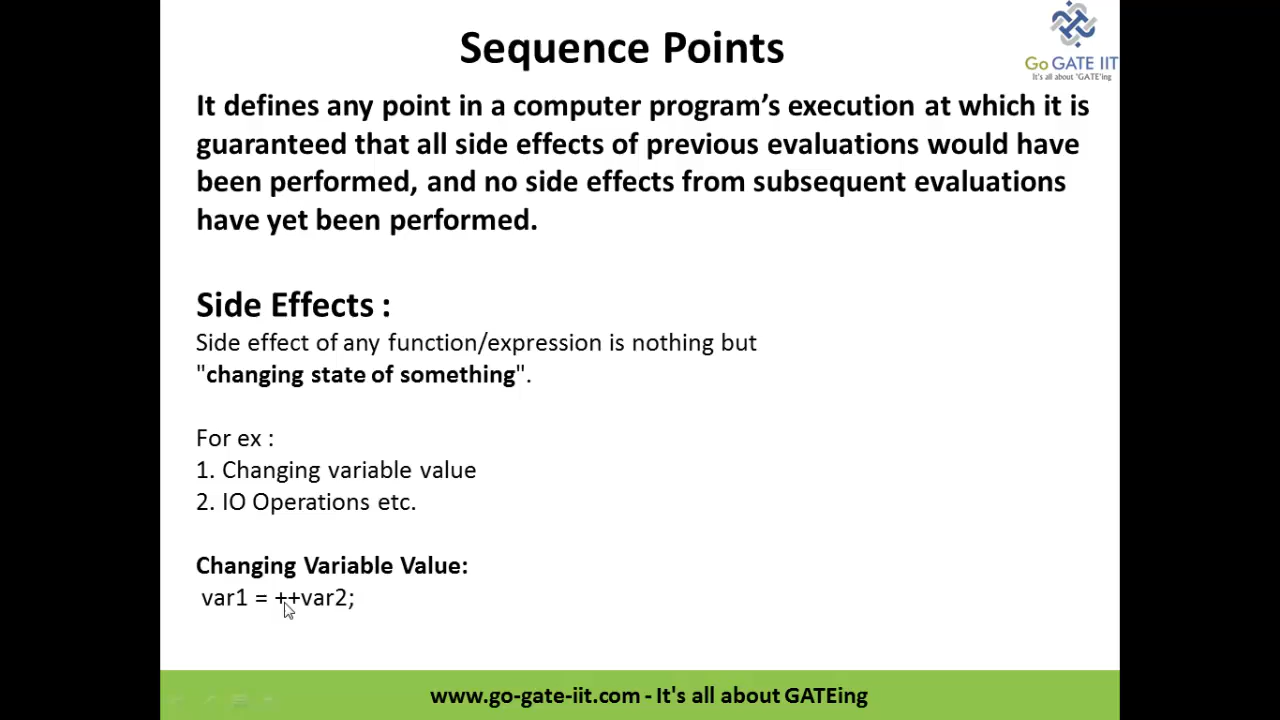 Sequence Points
Go GATE IIT
It's all about 'GATE'ing
It defines any point in a computer program’s execution at which it is
guaranteed that all side effects of previous evaluations would have
been performed, and no side effects from subsequent evaluations
have yet been performed.
Side Effects :
Side effect of any function/expression is nothing but
"changing state of something".
For ex :
1. Changing variable value
2. IO Operations etc.
Changing Variable Value:
var1 = ++var2;
www.go-gate-iit.com - It's all about GATEing